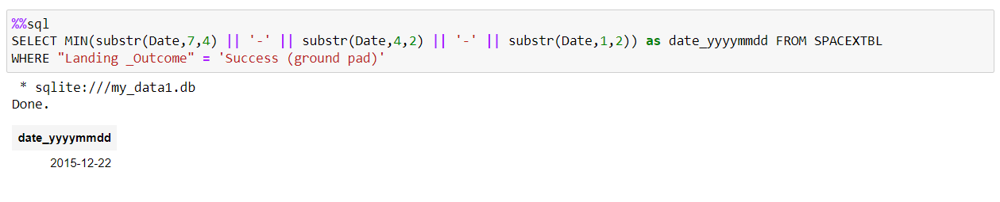 %%sql
SELECT MIN(substr(Date,7,4) || '-' || substr(Date,4,2) || '-' || substr(Date,1,2)) as date_yyyymmdd FROM SPACEXTBL
WHERE "Landing _Outcome" = 'Success (ground pad)'
* sqlite:///my_data1.db
Done.
date_yyyymmdd
2015-12-22